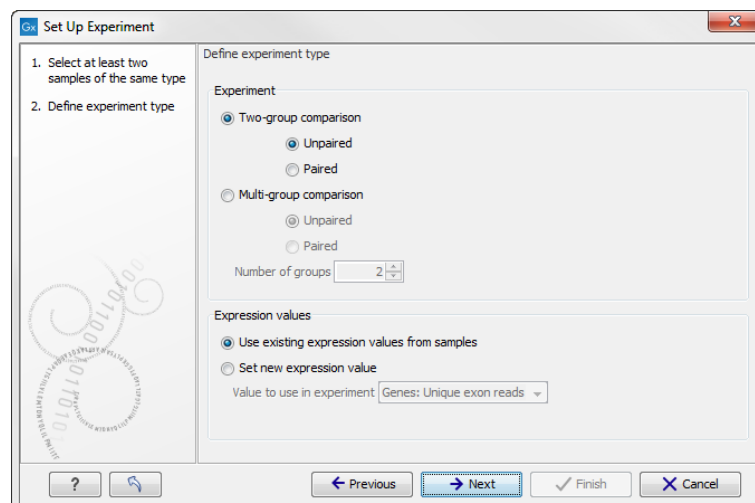 Gx Set Up Experiment
1. Select at least two
samples of the same type
2. Define experiment type
Define experiment type
Experiment
Two-group comparison
Unpaired
Paired
Multi-group comparison
Unpaired
Paired
Number of groups 2
Expression values
Use existing expression values from samples
Set new expression value
Value to use in experiment Genes: Unique exon reads
? Previous Next Finish Cancel